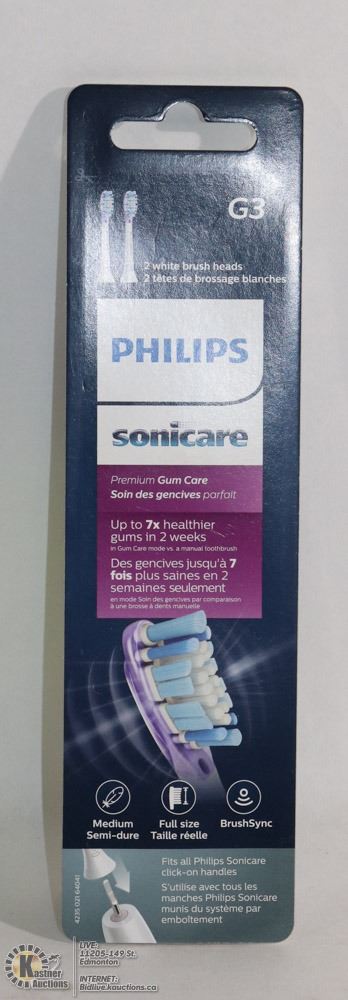 G3
2 white brush heads
2 têtes de brossage blanches
PHILIPS
sonicare
Premium Gum Care
Soin des gencives parfait
Up to 7x healthier
gums in 2 weeks
in Gum Care mode vs. a manual toothbrush
Des gencives jusqu'à 7
fois plus saines en 2
semaines seulement
en mode Soin des gencives par comparaison
à une brosse à dents manuelle
Medium
Semi-dure
Full size
Taille réelle
BrushSync
Fits all Philips Sonicare
click-on handles
S'utilise avec tous les
manches Philips Sonicare
munis du système par
emboîtement
4235 021 64041
Kastner
Auctions
LIVE:
11205-149 St.
Edmonton
INTERNET:
Bidlive.kauctions.ca